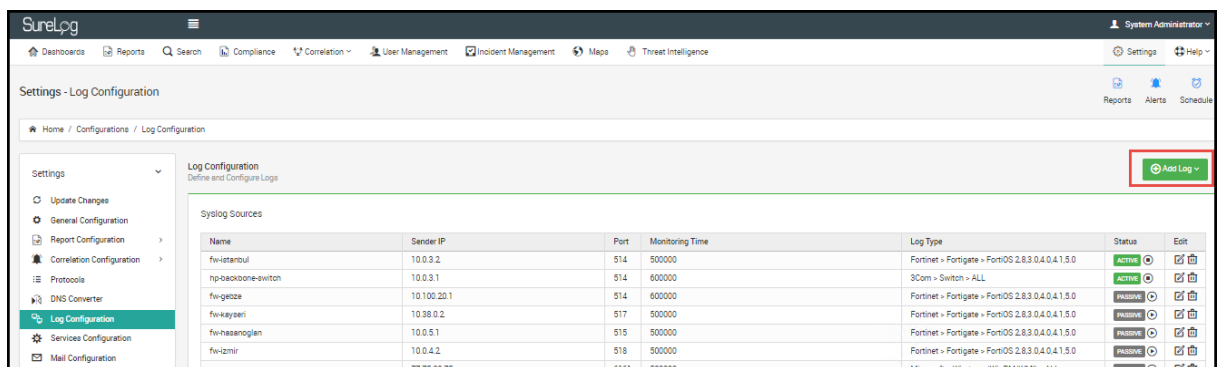 SureLog
System Administrator
Dashboards Reports Search Compliance Correlation User Management Incident Management Maps Threat Intelligence Settings Help
Settings - Log Configuration
Reports Alerts Schedule
Home / Configurations / Log Configuration
Settings
Update Changes
General Configuration
Report Configuration
Correlation Configuration
Protocols
DNS Converter
Log Configuration
Services Configuration
Mail Configuration
Log Configuration
Define and Configure Logs
Add Log
Syslog Sources
Name Sender IP Port Monitoring Time Log Type Status Edit
fw-istanbul 10.0.3.2 514 500000 Fortinet > Fortigate > FortiOS 2.8,3.0,4.0,4.1,5.0 ACTIVE
hp-backbone-switch 10.0.3.1 514 600000 3Com > Switch > ALL ACTIVE
fw-gebze 10.100.20.1 514 600000 Fortinet > Fortigate > FortiOS 2.8,3.0,4.0,4.1,5.0 PASSIVE
fw-kayseri 10.38.0.2 517 500000 Fortinet > Fortigate > FortiOS 2.8,3.0,4.0,4.1,5.0 PASSIVE
fw-hasanoglan 10.0.5.1 515 500000 Fortinet > Fortigate > FortiOS 2.8,3.0,4.0,4.1,5.0 PASSIVE
fw-izmir 10.0.4.2 518 500000 Fortinet > Fortigate > FortiOS 2.8,3.0,4.0,4.1,5.0 PASSIVE